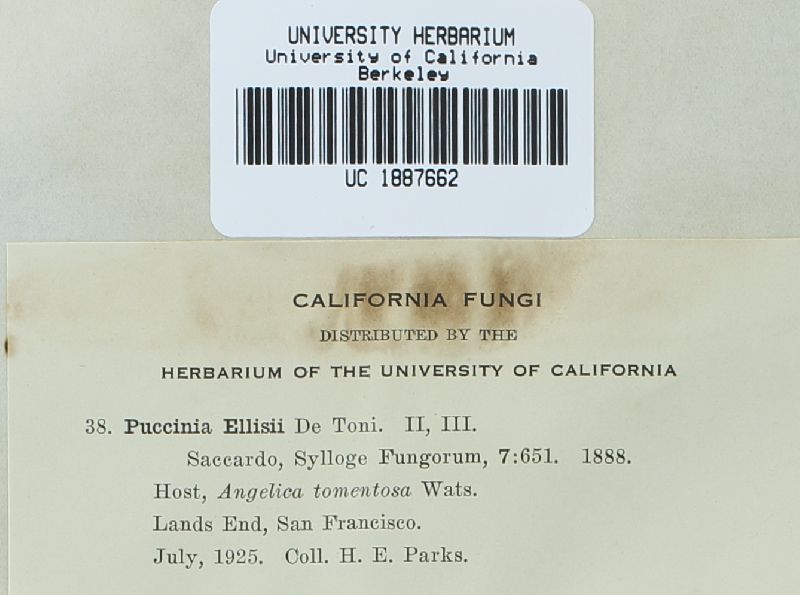 UNIVERSITY HERBARIUM
University of California
Berkeley
UC 1887662
CALIFORNIA FUNGI
DISTRIBUTED BY THE
HERBARIUM OF THE UNIVERSITY OF CALIFORNIA
38. Puccinia Ellisii De Toni. II, III.
Saccardo, Sylloge Fungorum, 7:651. 1888.
Host, Angelica tomentosa Wats.
Lands End, San Francisco.
July, 1925. Coll. H. E. Parks.